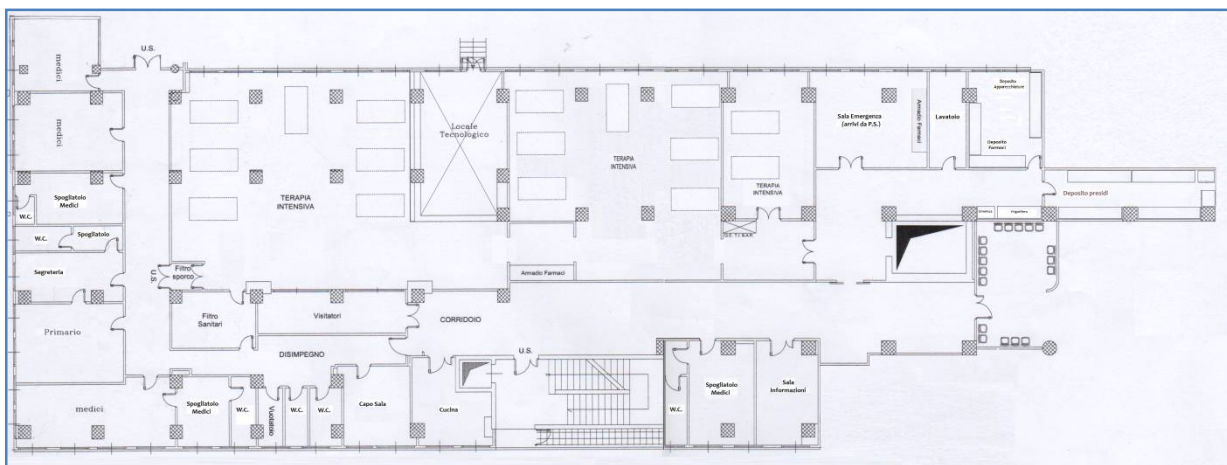 U.S.
medici
medici
Spogliatoio
Medici
W.C.
W.C.
Spogliatoio
Segreteria
Primario
medici
U.S.
Filtro
sporco
Filtro
Sanitari
Visitatori
DISIMPEGNO
CORRIDOIO
Spogliatoio
Medici
W.C.
Vuotatoio
W.C.
W.C.
Capo Sala
Cucina
U.S.
TERAPIA
INTENSIVA
Locale
Tecnologico
TERAPIA
INTENSIVA
Armadio Farmaci
TERAPIA
INTENSIVA
Sala Emergenza
(arrivi da P.S.)
Armadio Farmaci
Lavatoio
Deposito
Apparecchiature
Deposito
Farmaci
Deposito presidi
W.C.
Spogliatoio
Medici
Sala
Informazioni